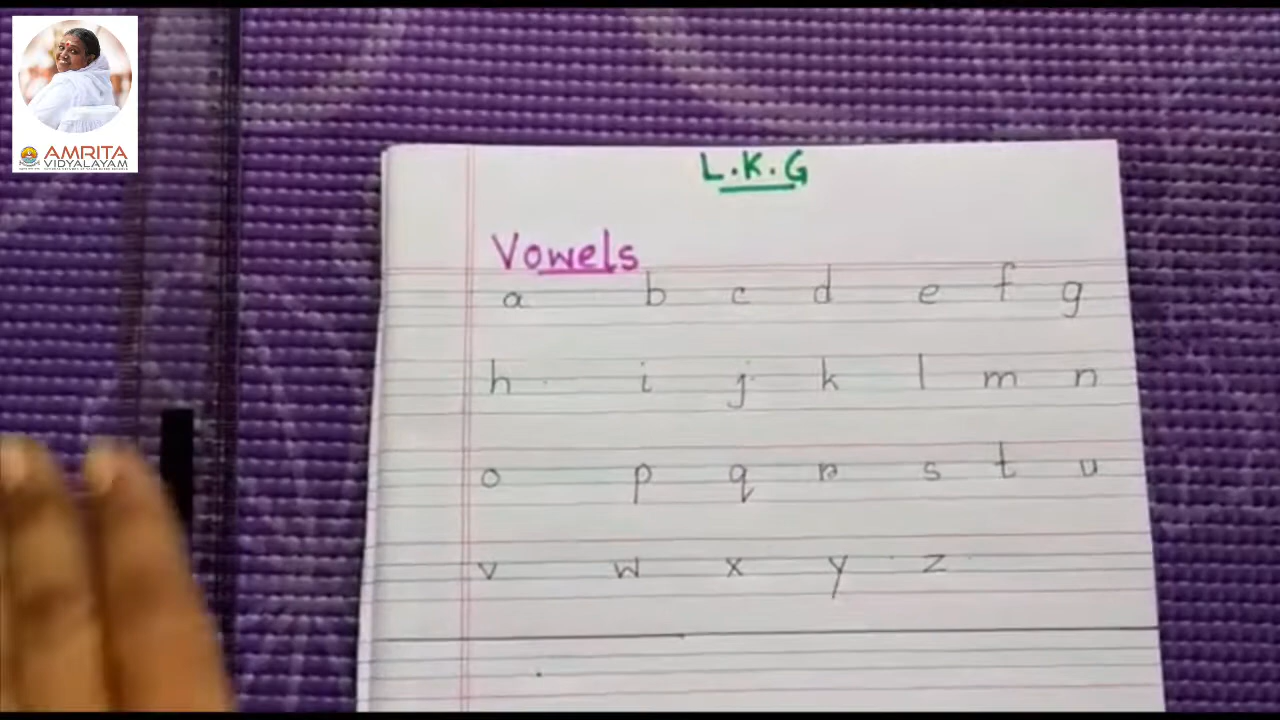 AMRITA
VIDYALAYAM
L.K.G
Vowels
a b c d e f g
h i j k l m n
o p q r s t u
v w x y z